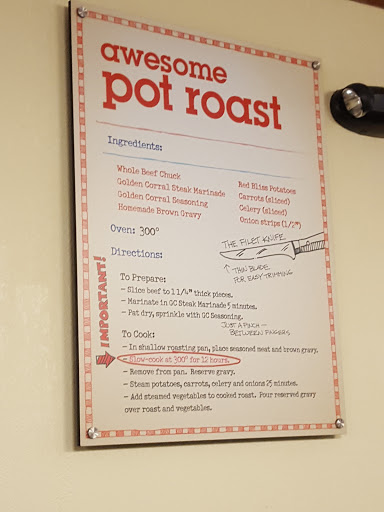 awesome
pot roast
Ingredients:
Whole Beef Chuck
Golden Corral Steak Marinade
Golden Corral Seasoning
Homemade Brown Gravy
Red Bliss Potatoes
Carrots (sliced)
Celery (sliced)
Onion strips (1/2")
Oven: 300°
THE FILET KNIFE
↑ THIN BLADE
FOR EASY TRIMMING
Directions:
To Prepare:
- Slice beef to 1 1/4" thick pieces.
- Marinate in GC Steak Marinade 5 minutes.
- Pat dry, sprinkle with GC Seasoning.
JUST A PINCH —
BETWEEN FINGERS
To Cook:
- In shallow roasting pan, place seasoned meat and brown gravy.
IMPORTANT!
- Slow-cook at 300° for 12 hours.
- Remove from pan. Reserve gravy.
- Steam potatoes, carrots, celery and onions 25 minutes.
- Add steamed vegetables to cooked roast. Pour reserved gravy
over roast and vegetables.